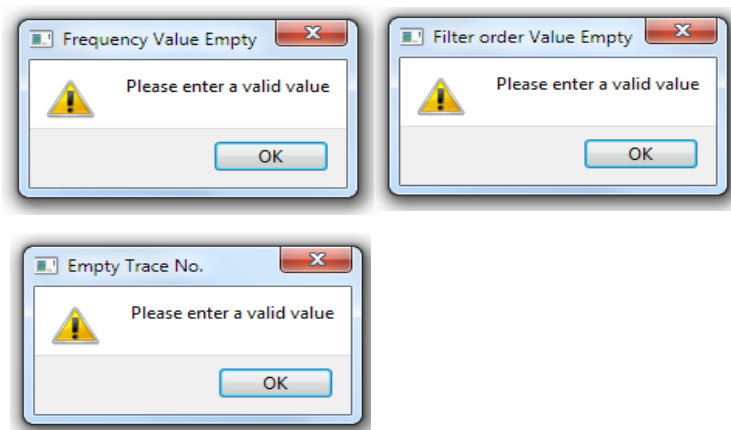 Frequency Value Empty
Please enter a valid value
OK
Filter order Value Empty
Please enter a valid value
OK
Empty Trace No.
Please enter a valid value
OK